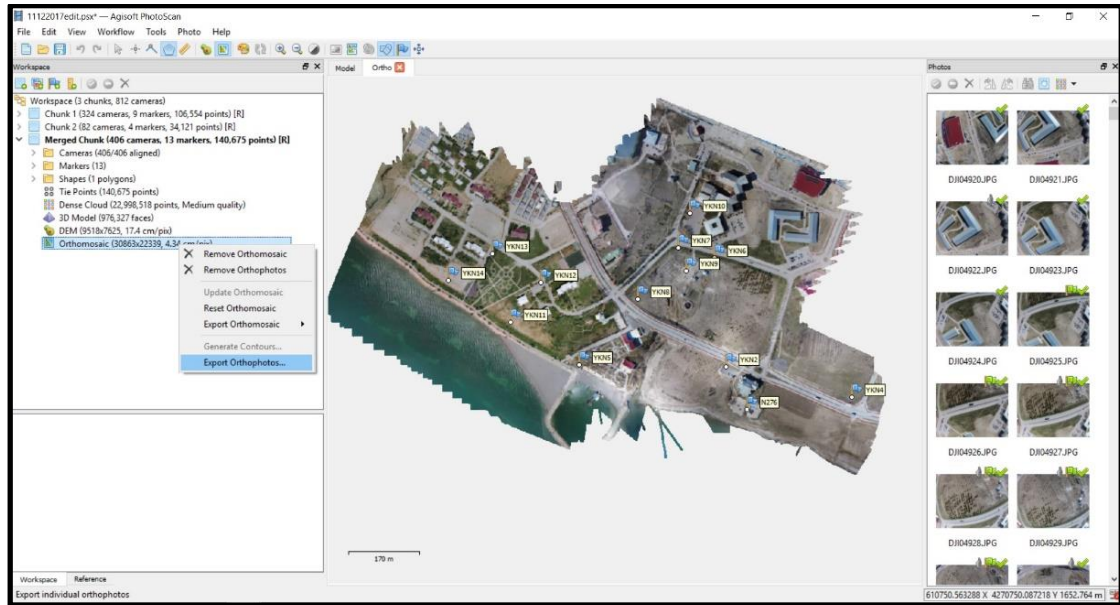 11122017edit.psx* — Agisoft PhotoScan
File Edit View Workflow Tools Photo Help
Workspace
Workspace (3 chunks, 812 cameras)
Chunk 1 (324 cameras, 9 markers, 106,554 points) [R]
Chunk 2 (82 cameras, 4 markers, 34,121 points) [R]
Merged Chunk (406 cameras, 13 markers, 140,675 points) [R]
Cameras (406/406 aligned)
Markers (13)
Shapes (1 polygons)
Tie Points (140,675 points)
Dense Cloud (22,998,518 points, Medium quality)
3D Model (976,327 faces)
DEM (9518x7625, 17.4 cm/pix)
Orthomosaic (30863x22339, 4.34 cm/pix)
Remove Orthomosaic
Remove Orthophotos
Update Orthomosaic
Reset Orthomosaic
Export Orthomosaic
Generate Contours...
Export Orthophotos...
Workspace Reference
Export individual orthophotos
Model Ortho
YKN10
YKN7
YKN6
YKN13
YKN9
YKN14
YKN12
YKN8
YKN11
YKN5
YKN2
YKN4
N276
170 m
Photos
DJI04920.JPG DJI04921.JPG
DJI04922.JPG DJI04923.JPG
DJI04924.JPG DJI04925.JPG
DJI04926.JPG DJI04927.JPG
DJI04928.JPG DJI04929.JPG
610750.563288 X 4270750.087218 Y 1652.764 m